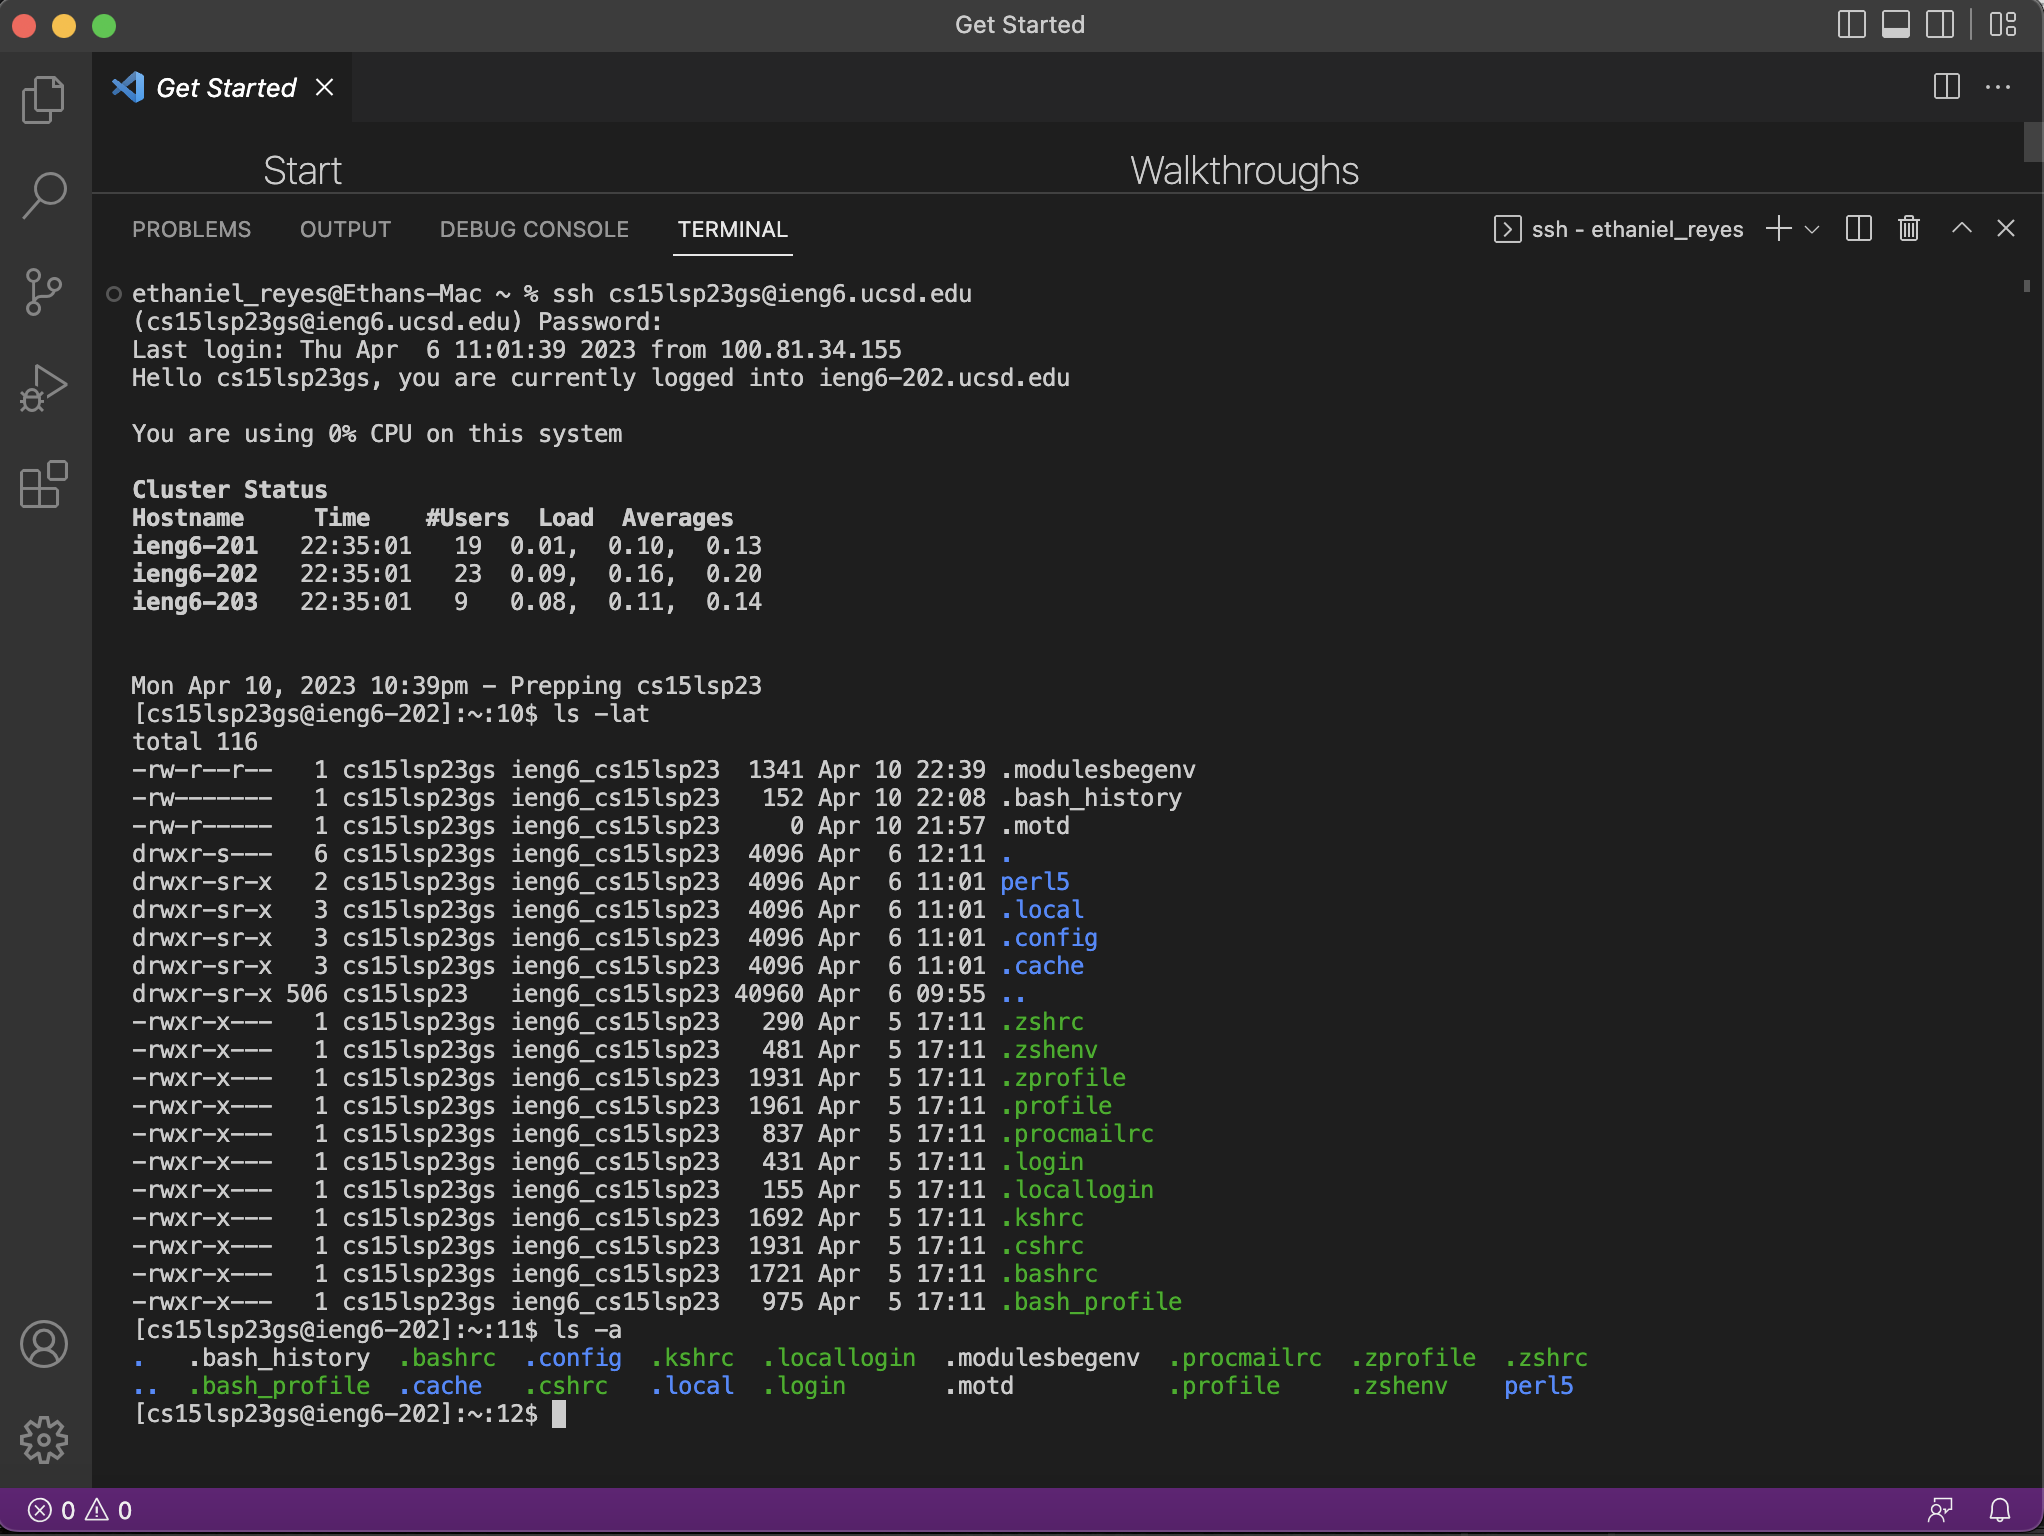 Get Started
Get Started
Start Walkthroughs
PROBLEMS OUTPUT DEBUG CONSOLE TERMINAL ssh - ethaniel_reyes
ethaniel_reyes@Ethans-Mac ~ % ssh cs15lsp23gs@ieng6.ucsd.edu
(cs15lsp23gs@ieng6.ucsd.edu) Password:
Last login: Thu Apr  6 11:01:39 2023 from 100.81.34.155
Hello cs15lsp23gs, you are currently logged into ieng6-202.ucsd.edu
You are using 0% CPU on this system
Cluster Status
Hostname     Time    #Users  Load  Averages
ieng6-201   22:35:01   19  0.01,  0.10,  0.13
ieng6-202   22:35:01   23  0.09,  0.16,  0.20
ieng6-203   22:35:01   9   0.08,  0.11,  0.14
Mon Apr 10, 2023 10:39pm - Prepping cs15lsp23
[cs15lsp23gs@ieng6-202]:~:10$ ls -lat
total 116
-rw-r--r--   1 cs15lsp23gs ieng6_cs15lsp23  1341 Apr 10 22:39 .modulesbegenv
-rw-------   1 cs15lsp23gs ieng6_cs15lsp23   152 Apr 10 22:08 .bash_history
-rw-r-----   1 cs15lsp23gs ieng6_cs15lsp23     0 Apr 10 21:57 .motd
drwxr-s---   6 cs15lsp23gs ieng6_cs15lsp23  4096 Apr  6 12:11 .
drwxr-sr-x   2 cs15lsp23gs ieng6_cs15lsp23  4096 Apr  6 11:01 perl5
drwxr-sr-x   3 cs15lsp23gs ieng6_cs15lsp23  4096 Apr  6 11:01 .local
drwxr-sr-x   3 cs15lsp23gs ieng6_cs15lsp23  4096 Apr  6 11:01 .config
drwxr-sr-x   3 cs15lsp23gs ieng6_cs15lsp23  4096 Apr  6 11:01 .cache
drwxr-sr-x 506 cs15lsp23   ieng6_cs15lsp23 40960 Apr  6 09:55 ..
-rwxr-x---   1 cs15lsp23gs ieng6_cs15lsp23   290 Apr  5 17:11 .zshrc
-rwxr-x---   1 cs15lsp23gs ieng6_cs15lsp23   481 Apr  5 17:11 .zshenv
-rwxr-x---   1 cs15lsp23gs ieng6_cs15lsp23  1931 Apr  5 17:11 .zprofile
-rwxr-x---   1 cs15lsp23gs ieng6_cs15lsp23  1961 Apr  5 17:11 .profile
-rwxr-x---   1 cs15lsp23gs ieng6_cs15lsp23   837 Apr  5 17:11 .procmailrc
-rwxr-x---   1 cs15lsp23gs ieng6_cs15lsp23   431 Apr  5 17:11 .login
-rwxr-x---   1 cs15lsp23gs ieng6_cs15lsp23   155 Apr  5 17:11 .locallogin
-rwxr-x---   1 cs15lsp23gs ieng6_cs15lsp23  1692 Apr  5 17:11 .kshrc
-rwxr-x---   1 cs15lsp23gs ieng6_cs15lsp23  1931 Apr  5 17:11 .cshrc
-rwxr-x---   1 cs15lsp23gs ieng6_cs15lsp23  1721 Apr  5 17:11 .bashrc
-rwxr-x---   1 cs15lsp23gs ieng6_cs15lsp23   975 Apr  5 17:11 .bash_profile
[cs15lsp23gs@ieng6-202]:~:11$ ls -a
.   .bash_history  .bashrc  .config  .kshrc  .locallogin  .modulesbegenv  .procmailrc  .zprofile  .zshrc
..  .bash_profile  .cache   .cshrc   .local  .login       .motd           .profile     .zshenv    perl5
[cs15lsp23gs@ieng6-202]:~:12$
0 0